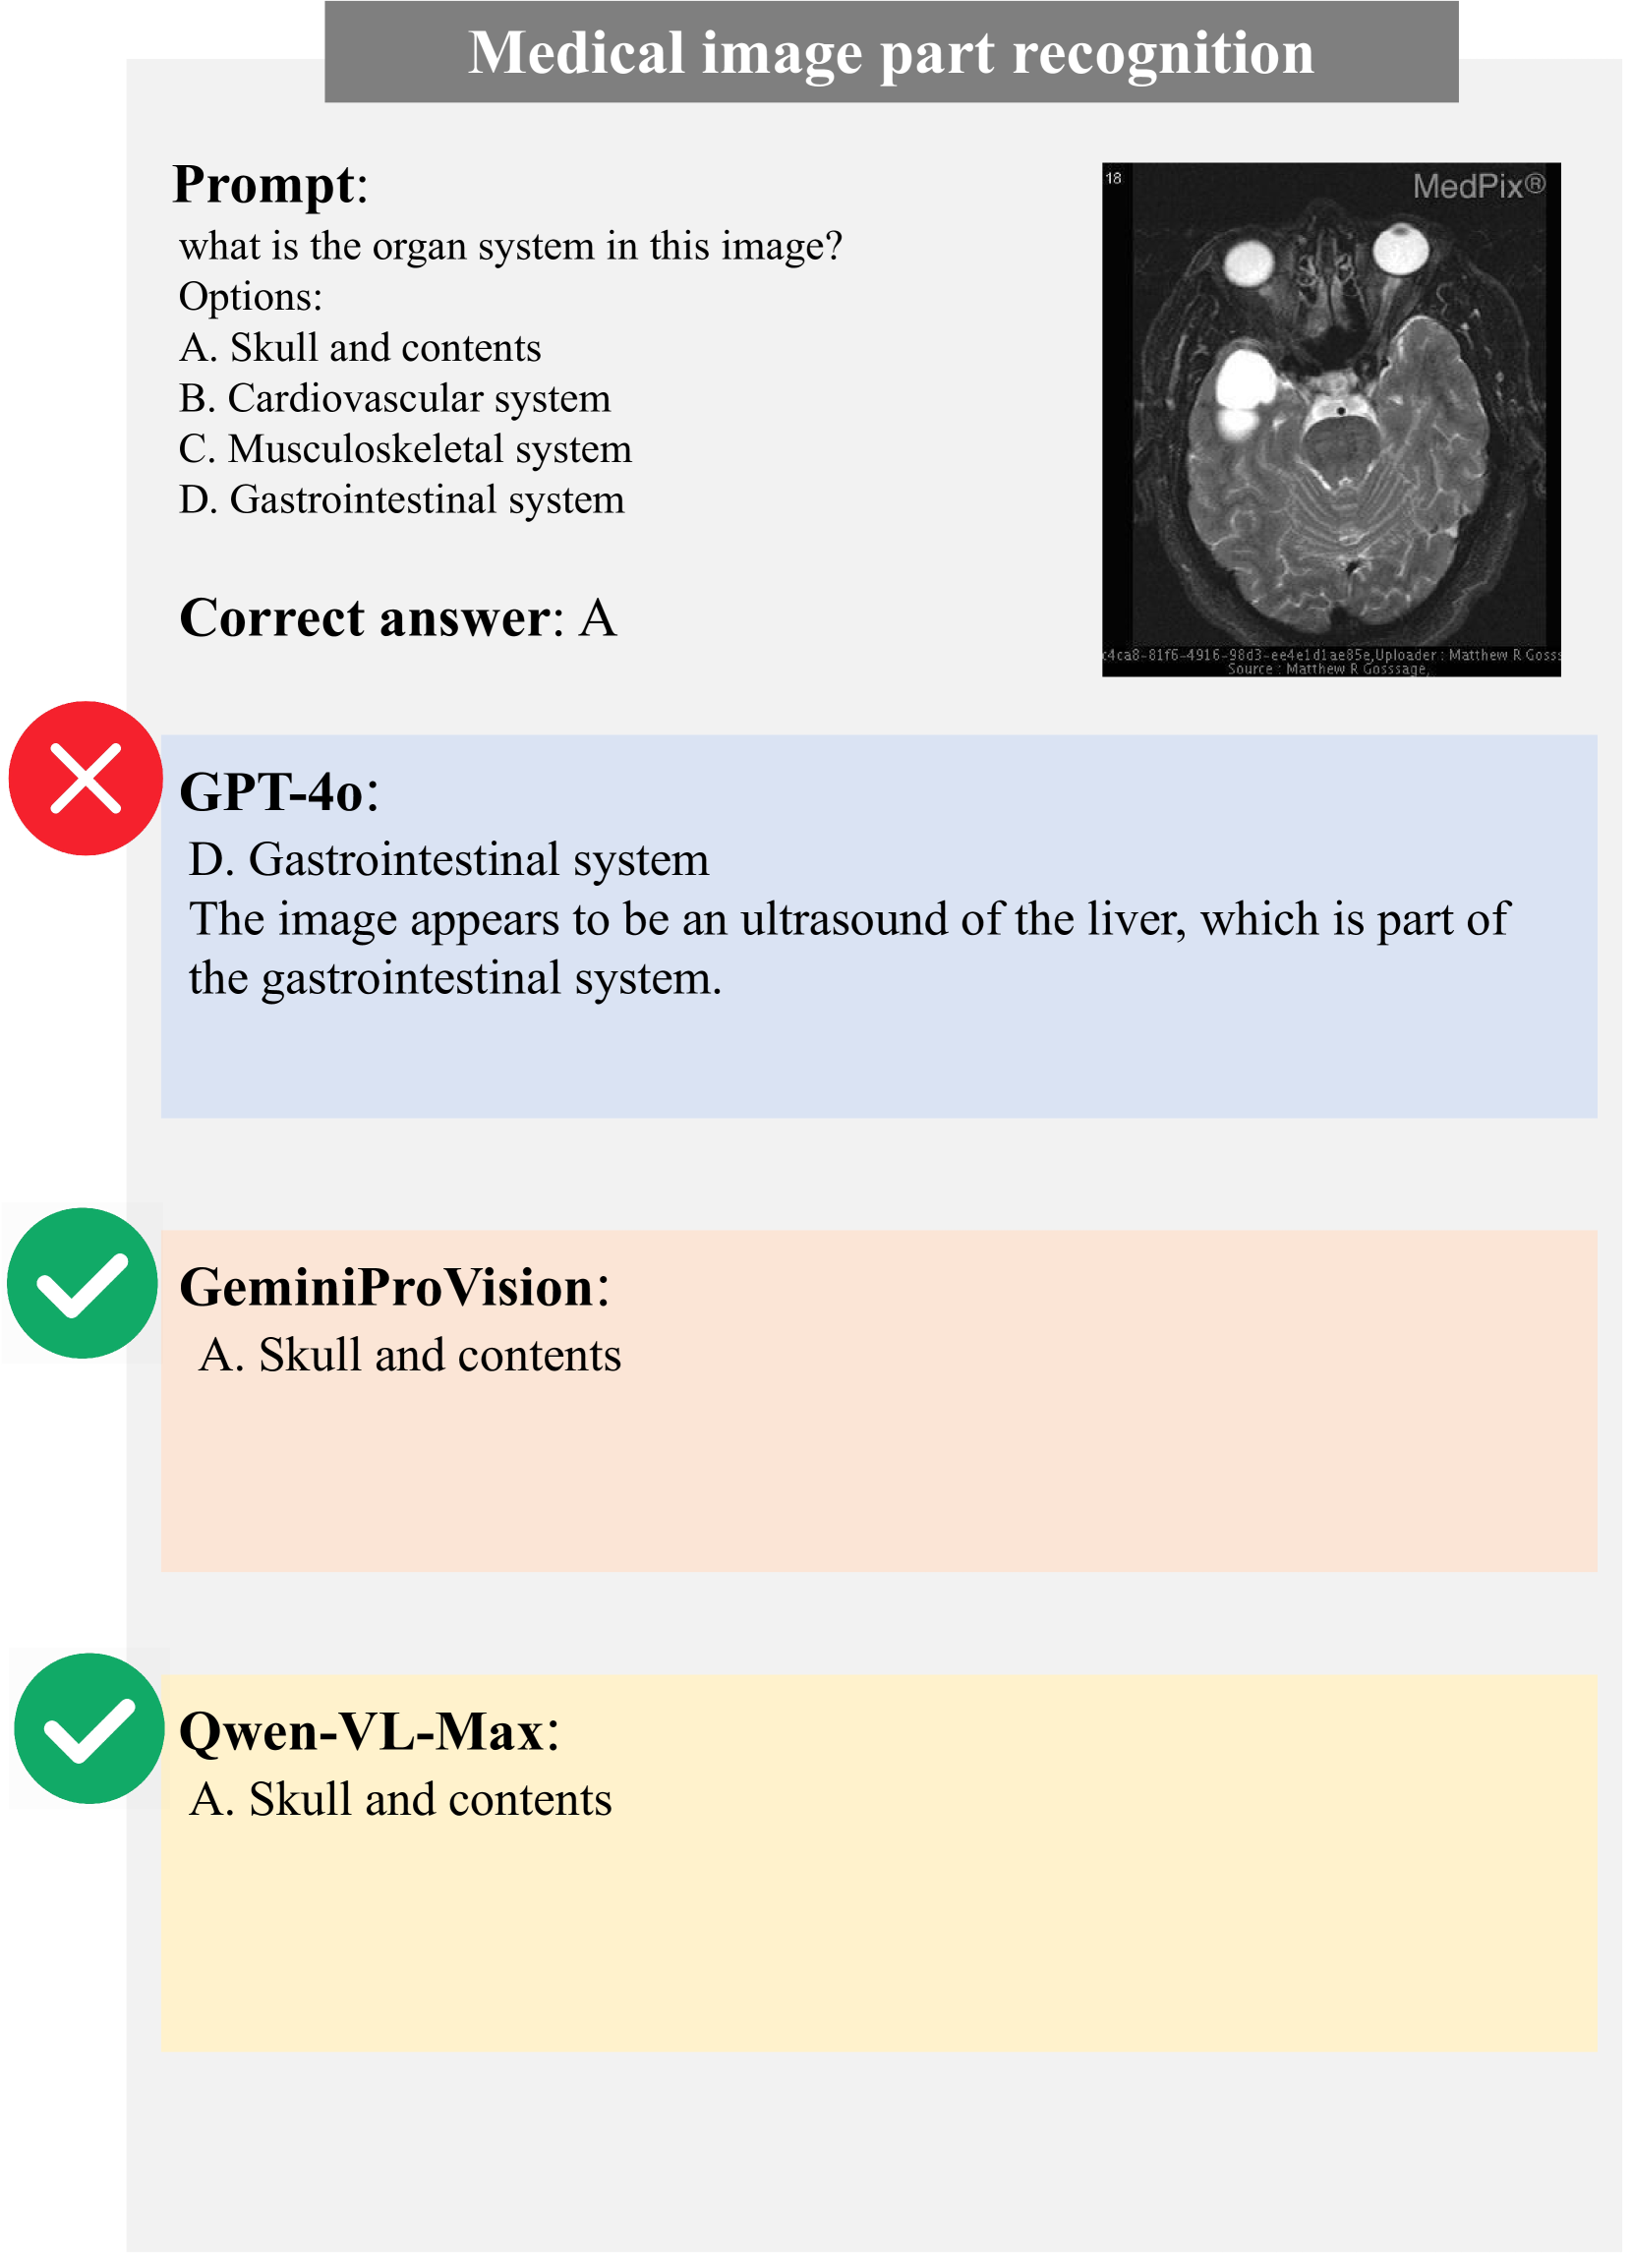 Medical image part recognition
Prompt:
what is the organ system in this image?
Options:
A. Skull and contents
B. Cardiovascular system
C. Musculoskeletal system
D. Gastrointestinal system
Correct answer: A
18
MedPix®
c4ca8-81f6-4916-98d3-ee4e1d1ae85e,Uploader : Matthew R Goss
Source : Matthew R Gosssage,
GPT-4o:
D. Gastrointestinal system
The image appears to be an ultrasound of the liver, which is part of
the gastrointestinal system.
GeminiProVision:
A. Skull and contents
Qwen-VL-Max:
A. Skull and contents